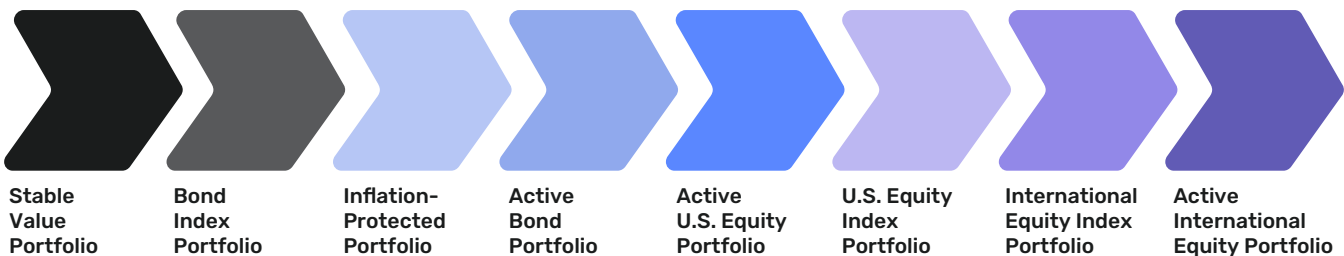 Stable
Value
Portfolio
Bond
Index
Portfolio
Inflation-
Protected
Portfolio
Active
Bond
Portfolio
Active
U.S. Equity
Portfolio
U.S. Equity
Index
Portfolio
International
Equity Index
Portfolio
Active
International
Equity Portfolio